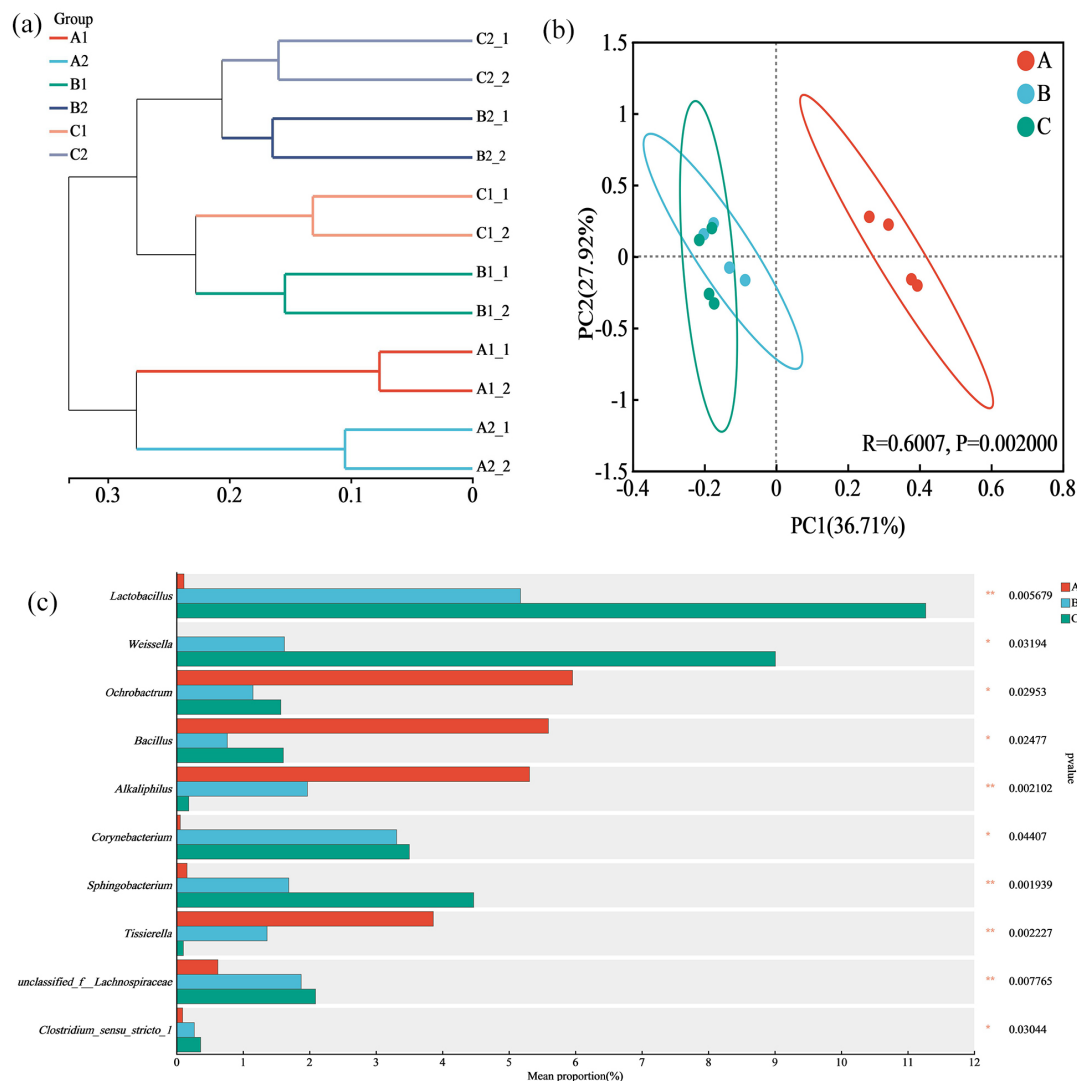 (a)
Group
A1
A2
B1
B2
C1
C2
C2_1
C2_2
B2_1
B2_2
C1_1
C1_2
B1_1
B1_2
A1_1
A1_2
A2_1
A2_2
0.3 0.2 0.1 0
(b)
PC2(27.92%)
1.5
1
0.5
0
-0.5
-1
-1.5
A
B
C
R=0.6007, P=0.002000
-0.4 -0.2 0 0.2 0.4 0.6 0.8
PC1(36.71%)
(c)
Lactobacillus ** 0.005679
Weissella * 0.03194
Ochrobactrum * 0.02953
Bacillus * 0.02477
Alkaliphilus ** 0.002102
Corynebacterium * 0.04407
Sphingobacterium ** 0.001939
Tissierella ** 0.002227
unclassified_f__Lachnospiraceae ** 0.007765
Clostridium_sensu_stricto_1 * 0.03044
0 1 2 3 4 5 6 7 8 9 10 11 12
Mean proportion(%)
A
B
C
pvalue